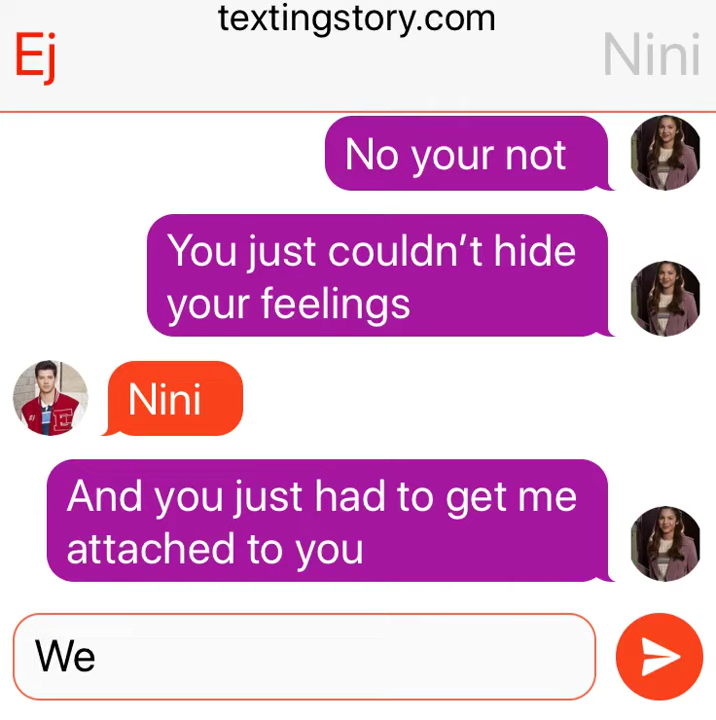 textingstory.com
Ej
Nini
No your not
You just couldn't hide
your feelings
Nini
And you just had to get me
attached to you
We